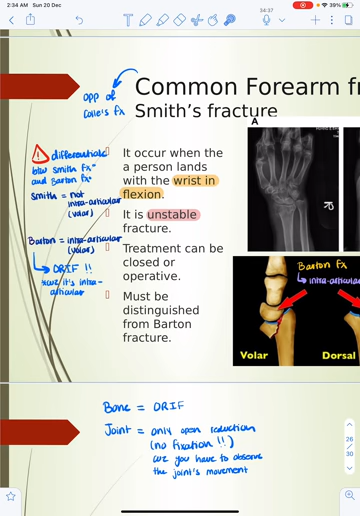 2:34 AM Sun 20 Dec
34:37
39%
Common Forearm fr
opp of
Colle's fx
Smith's fracture
A
differentiate
btw Smith fx
and Barton fx
Smith = not
intra-articular
(volar)
Barton = intra-articular
(volar)
ORIF !!
intra-
articular
It occur when the
a person lands
with the wrist in
flexion.
It is unstable
fracture.
Treatment can be
closed or
operative.
Must be
distinguished
from Barton
fracture.
R
Barton fx
intra-articular
Volar
Dorsal
Bone = ORIF
Joint = only open reduction
(no fixation !!)
cuz you have to observe
the joint's movement
26
30